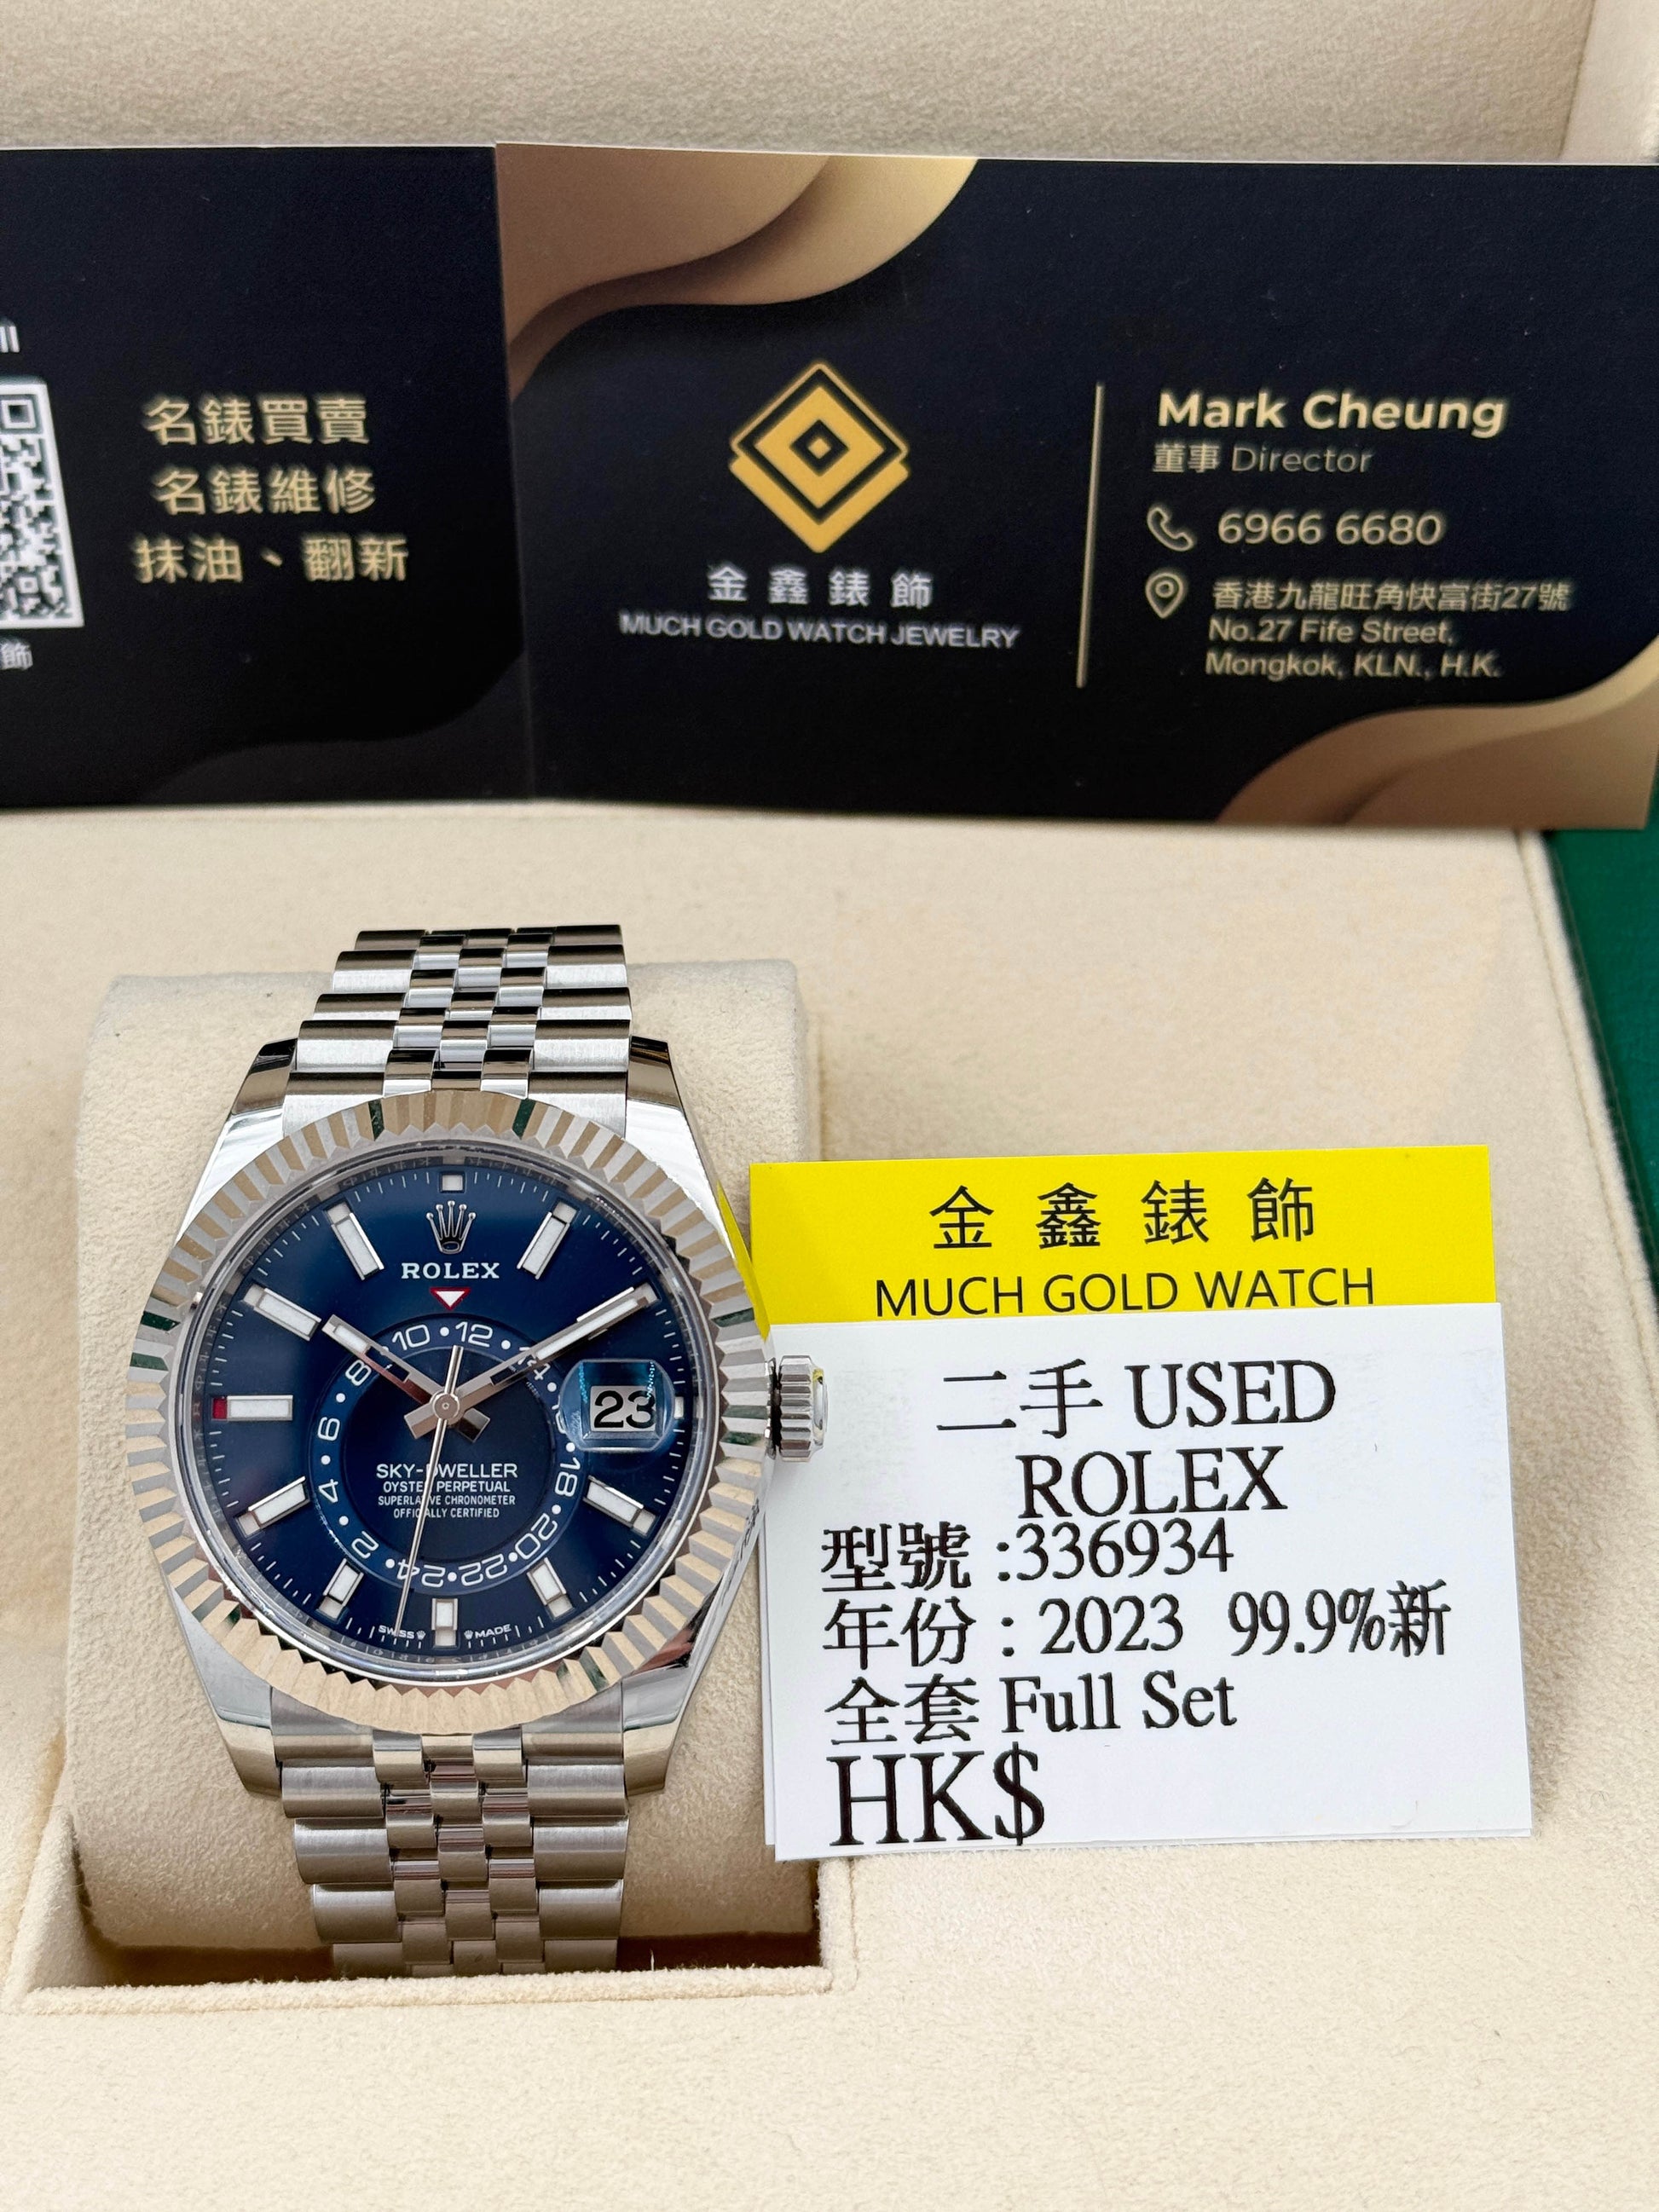 名錶買賣
名錶維修
抹油、翻新
飾
金鑫錶飾
MUCH GOLD WATCH JEWELRY
Mark Cheung
董事 Director
6966 6680
香港九龍旺角快富街27號
No.27 Fife Street,
Mongkok, KLN., H.K.
ROLEX
10 12 14
8
6
4
2
24 22 20 18
23
SKY-DWELLER
OYSTER PERPETUAL
SUPERLATIVE CHRONOMETER
OFFICIALLY CERTIFIED
SWISS MADE
金鑫錶飾
MUCH GOLD WATCH
二手 USED
ROLEX
型號 :336934
年份 : 2023 99.9%新
全套 Full Set
HK$